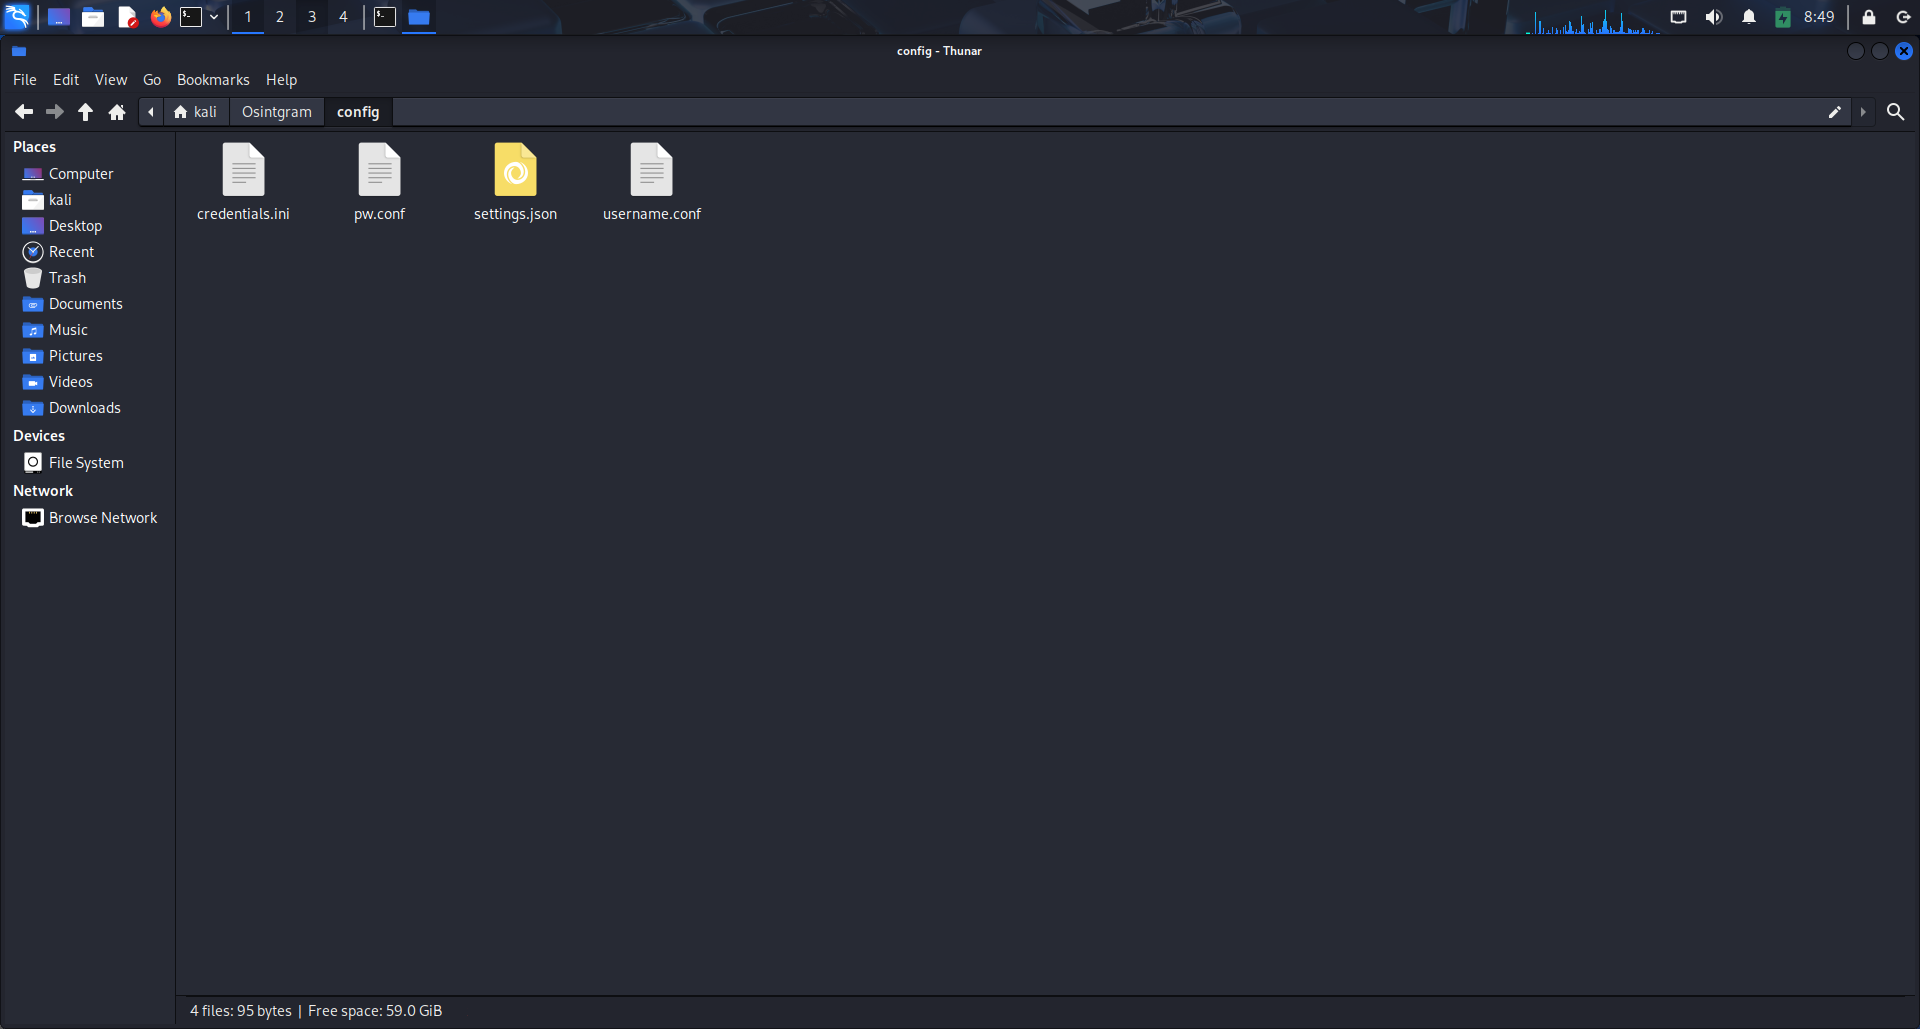 1 2 3 4 8:49
config - Thunar
File Edit View Go Bookmarks Help
kali Osintgram config
Places
Computer
kali
Desktop
Recent
Trash
Documents
Music
Pictures
Videos
Downloads
Devices
File System
Network
Browse Network
credentials.ini pw.conf settings.json username.conf
4 files: 95 bytes | Free space: 59.0 GiB